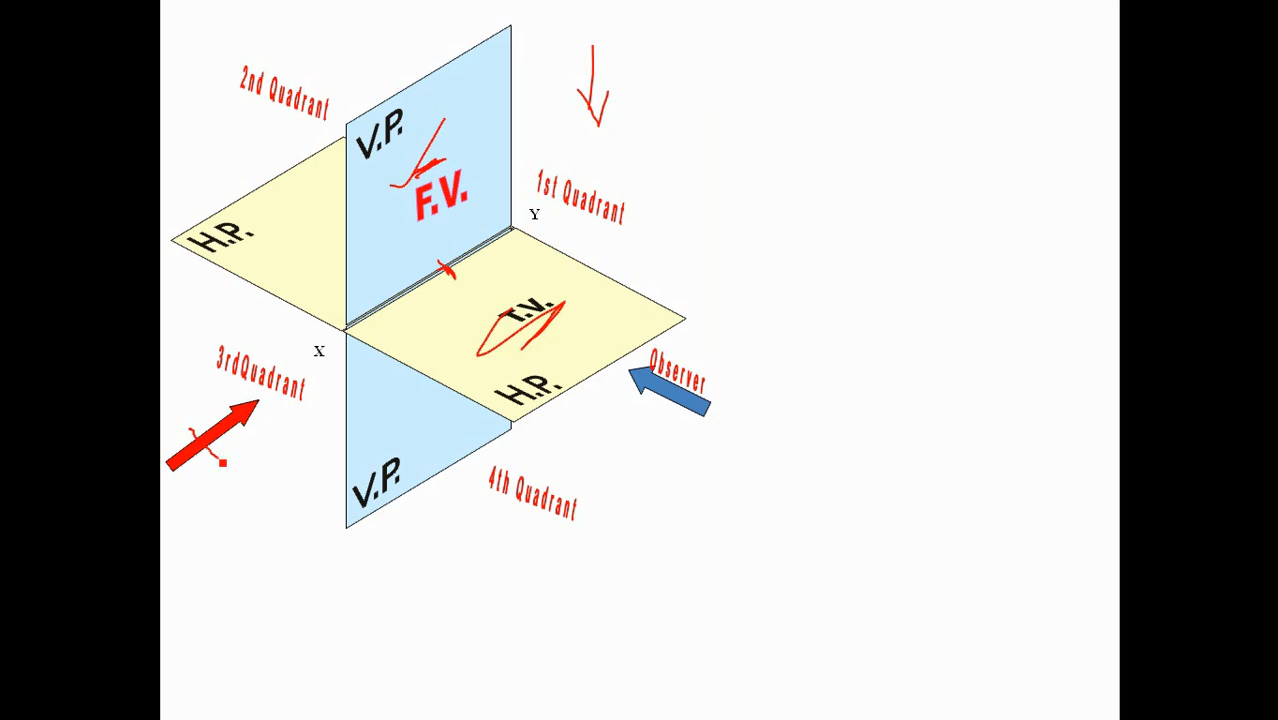 2nd Quadrant
V.P.
F.V.
1st Quadrant
Y
H.P.
T.V.
X
3rdQuadrant
Observer
H.P.
V.P.
4th Quadrant